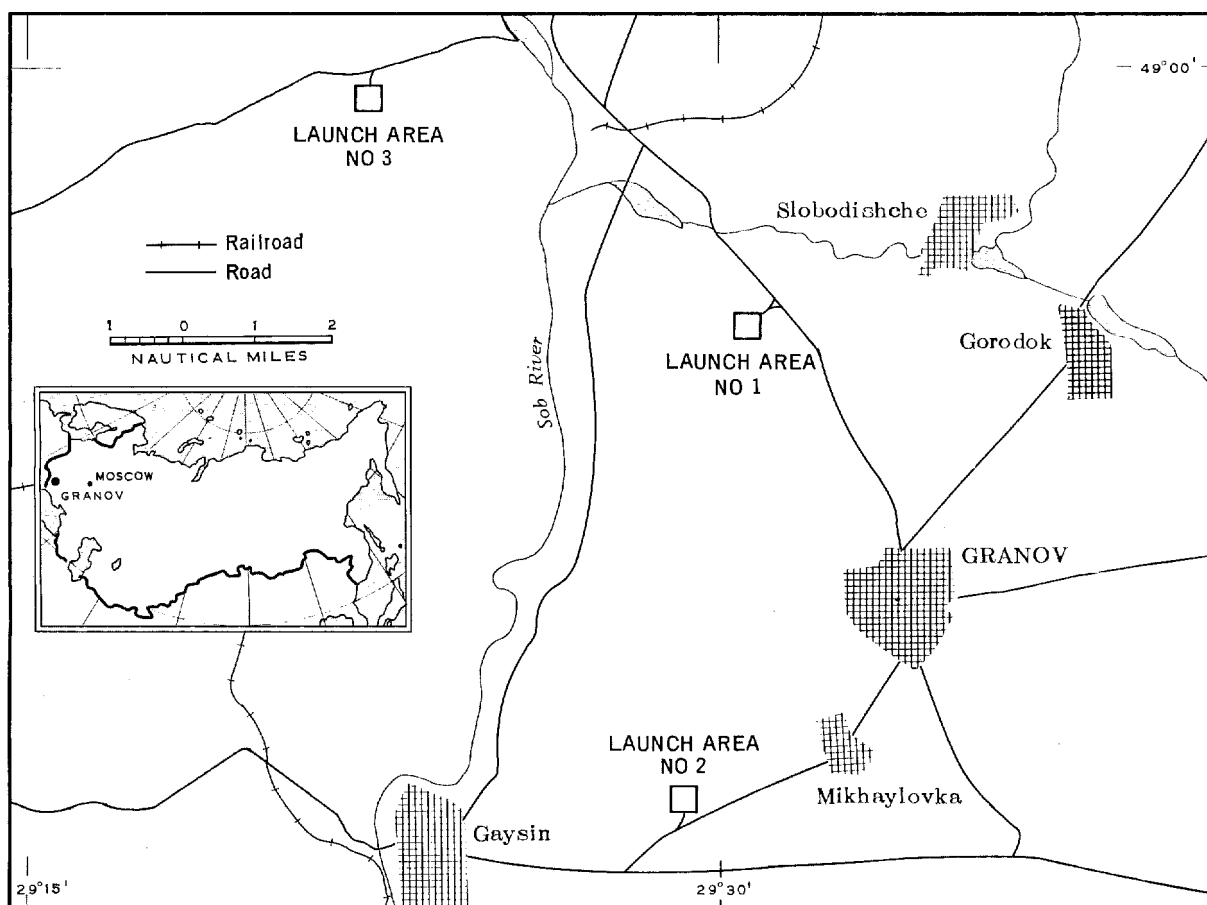 49°00'
LAUNCH AREA
NO 3
Slobodishche
Railroad
Road
1 0 1 2
NAUTICAL MILES
Gorodok
LAUNCH AREA
NO 1
Sob River
MOSCOW
GRANOV
GRANOV
LAUNCH AREA
NO 2
Mikhaylovka
Gaysin
29°15'
29°30'